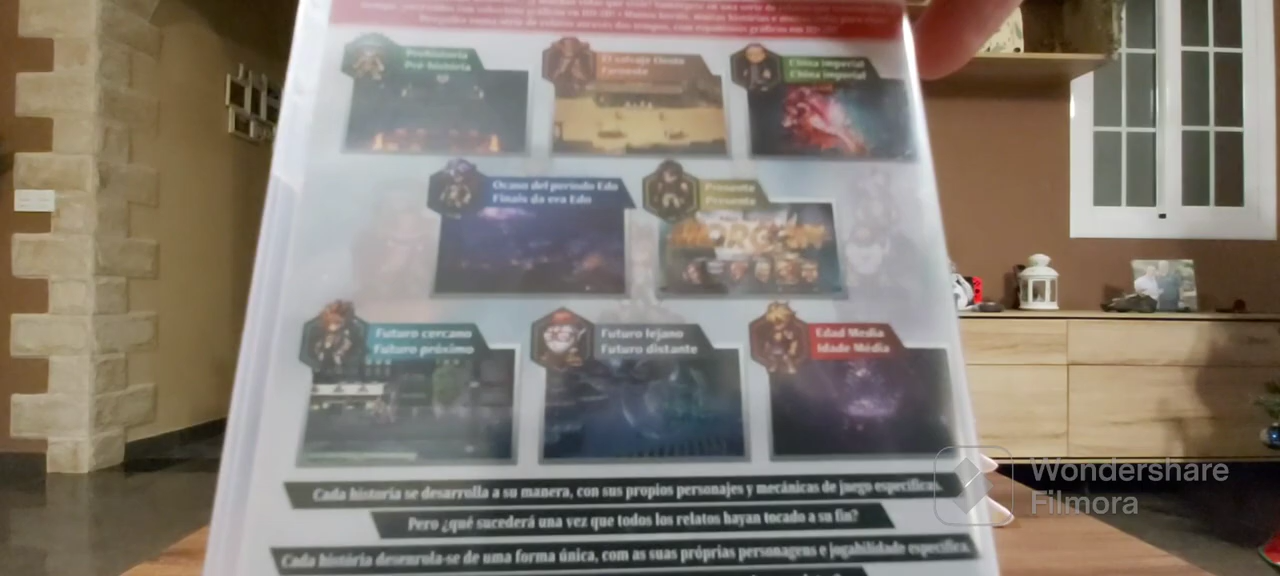 Prehistoria
Pré-história
El salvaje Oeste
Faroeste
China imperial
China imperial
Ocaso del período Edo
Finais da era Edo
Presente
Presente
Futuro cercano
Futuro próximo
Futuro lejano
Futuro distante
Edad Media
Idade Média
Cada historia se desarrolla a su manera, con sus propios personajes y mecánicas de juego específicas.
Pero ¿qué sucederá una vez que todos los relatos hayan tocado a su fin?
Cada história desenrola-se de uma forma única, com as suas próprias personagens e jogabilidade específica.
Wondershare
Filmora